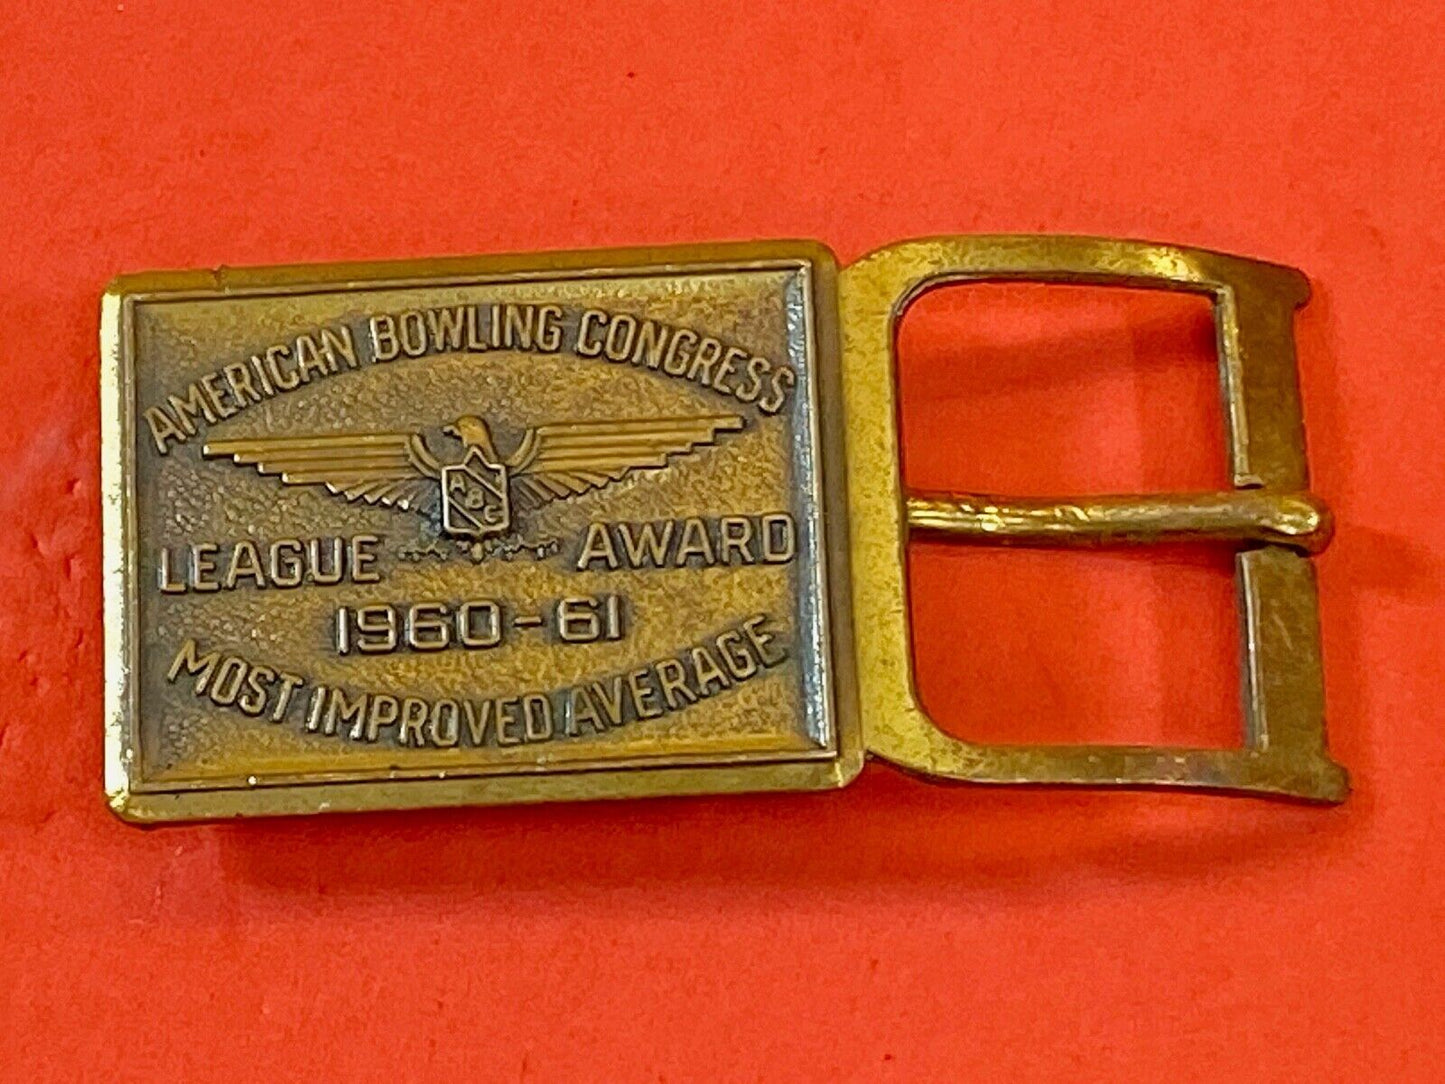 AMERICAN BOWLING CONGRESS
ABC
LEAGUE AWARD
1960-61
MOST IMPROVED AVERAGE